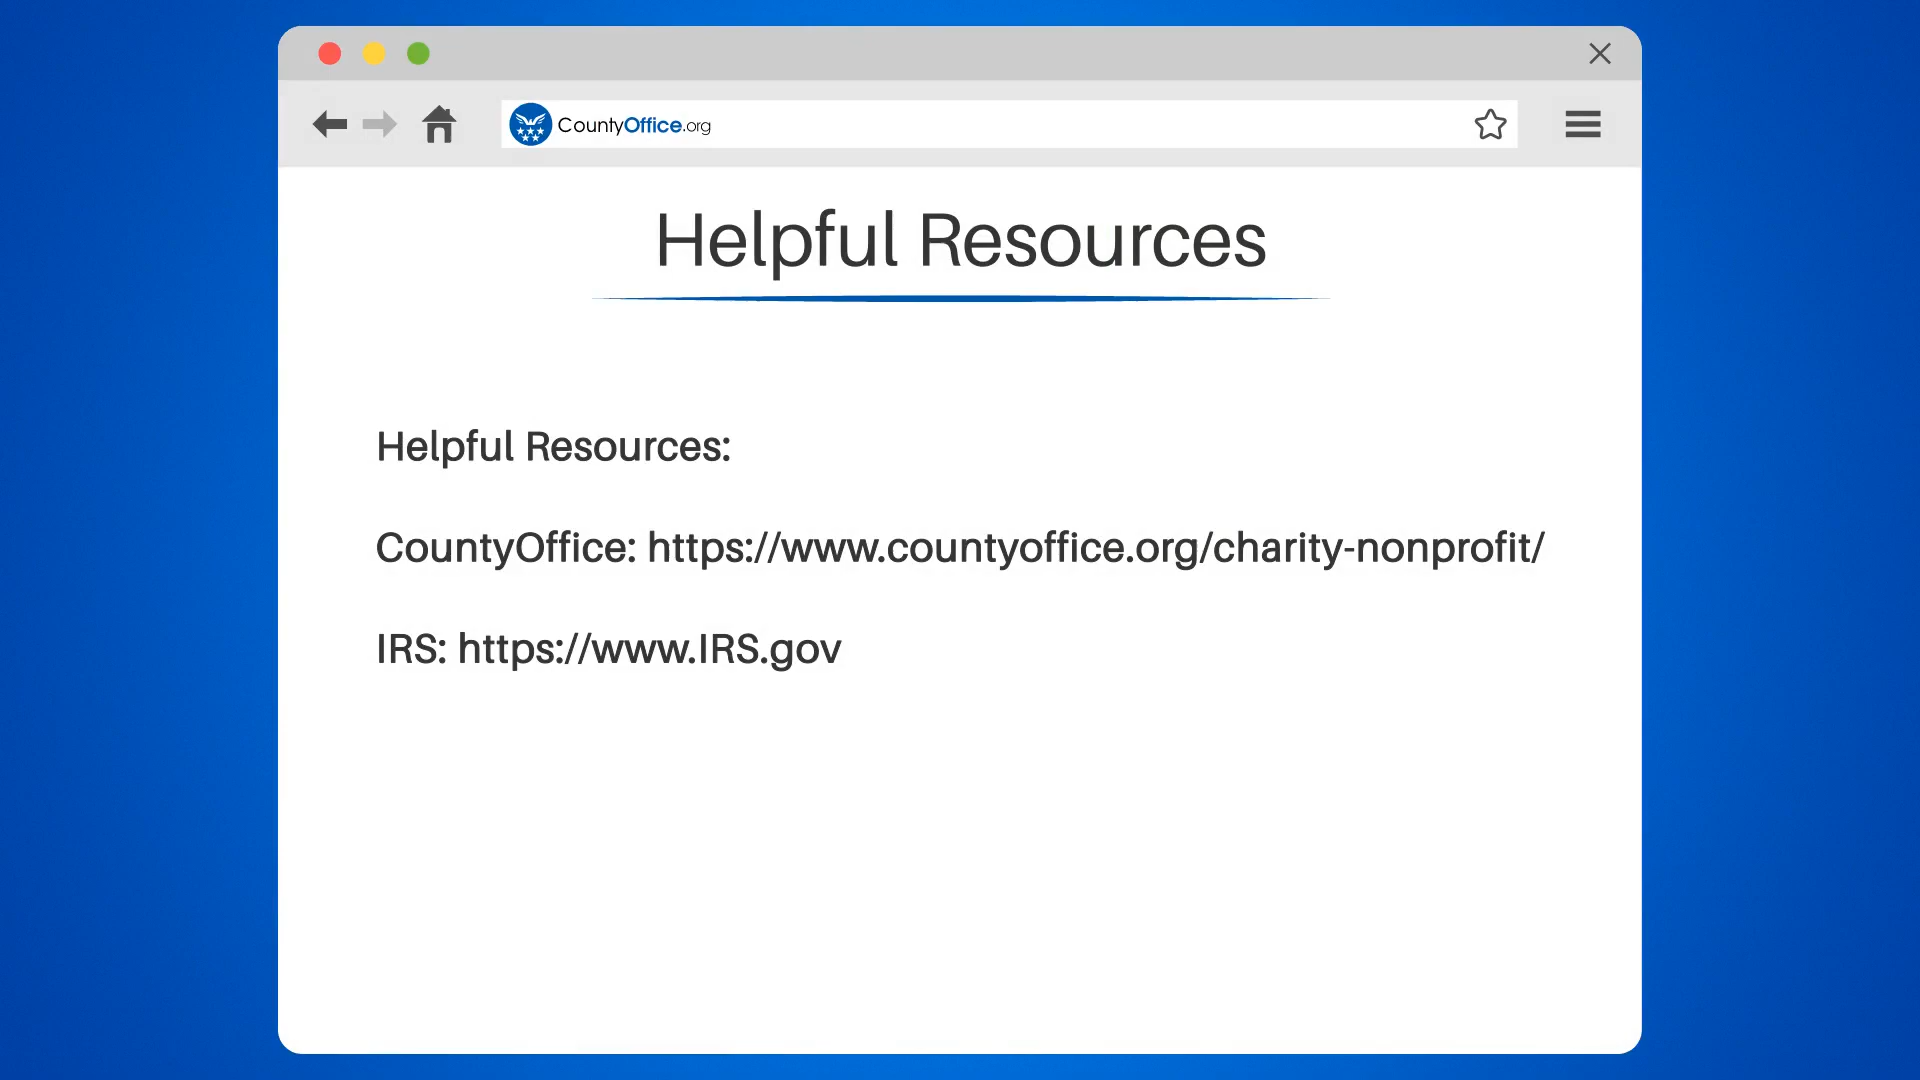 CountyOffice.org
Helpful Resources
Helpful Resources:
CountyOffice: https://www.countyoffice.org/charity-nonprofit/
IRS: https://www.IRS.gov